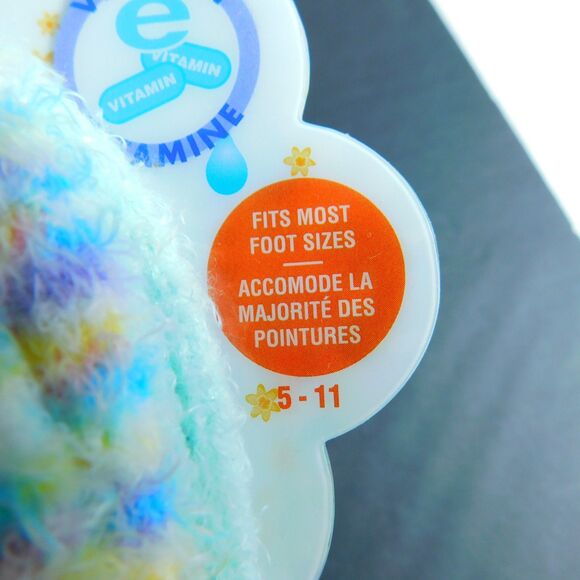 e
VITAMIN
VITAMIN
AMINE
FITS MOST
FOOT SIZES
ACCOMODE LA
MAJORITÉ DES
POINTURES
5 - 11